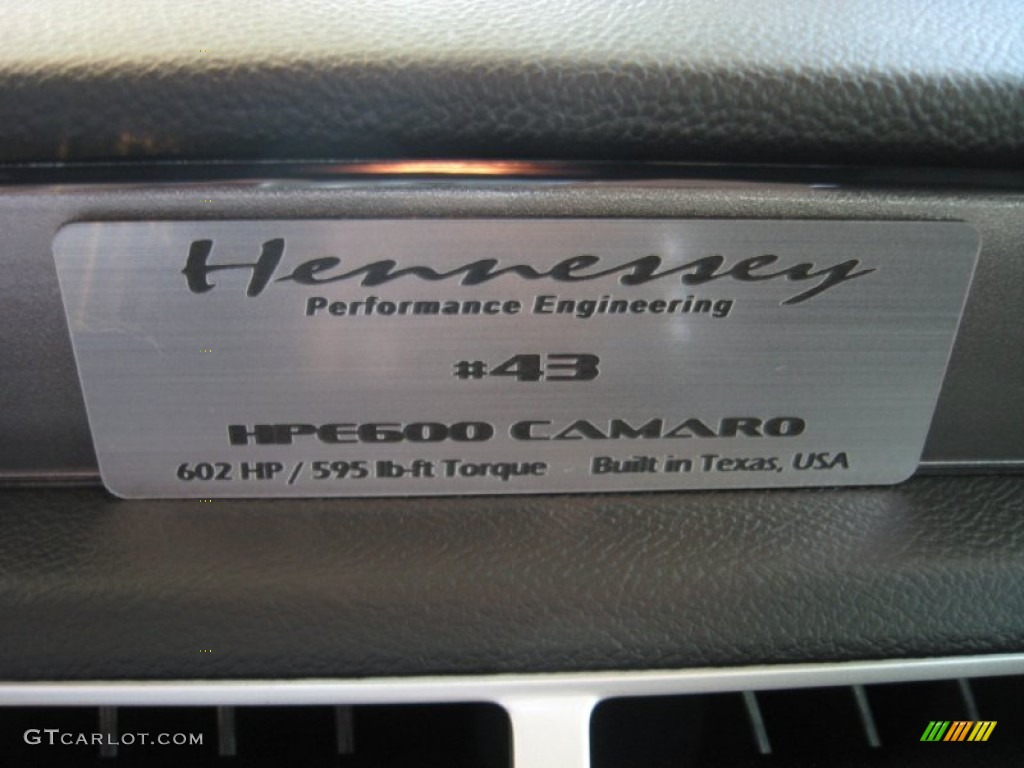 Hennessey
Performance Engineering
#43
HPE600 CAMARO
602 HP / 595 lb-ft Torque Built in Texas, USA
GTCARLOT.COM